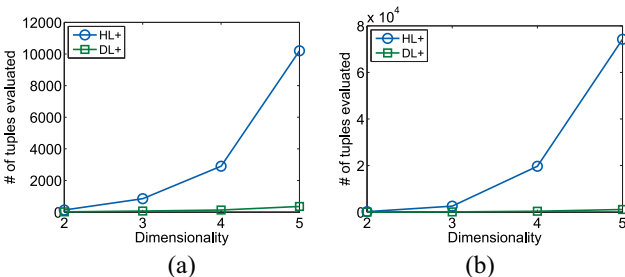 # of tuples evaluated
12000
10000
8000
6000
4000
2000
0
HL+
DL+
2 3 4 5
Dimensionality
(a)
# of tuples evaluated
x 10^4
8
6
4
2
0
HL+
DL+
2 3 4 5
Dimensionality
(b)